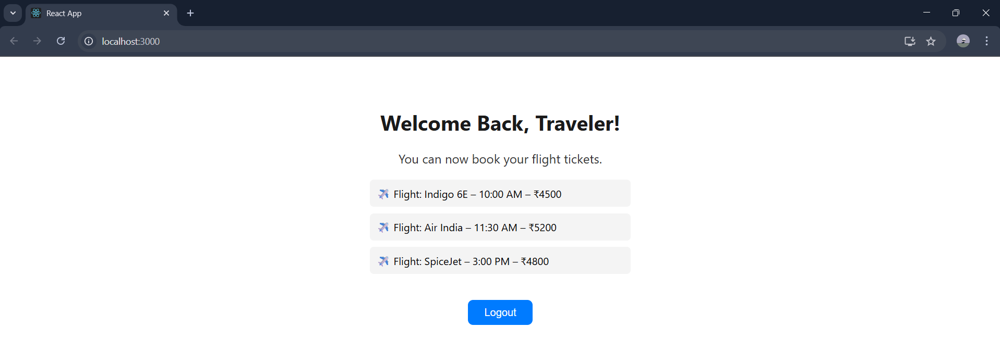 React App
localhost:3000
Welcome Back, Traveler!
You can now book your flight tickets.
✈️ Flight: Indigo 6E – 10:00 AM – ₹4500
✈️ Flight: Air India – 11:30 AM – ₹5200
✈️ Flight: SpiceJet – 3:00 PM – ₹4800
Logout